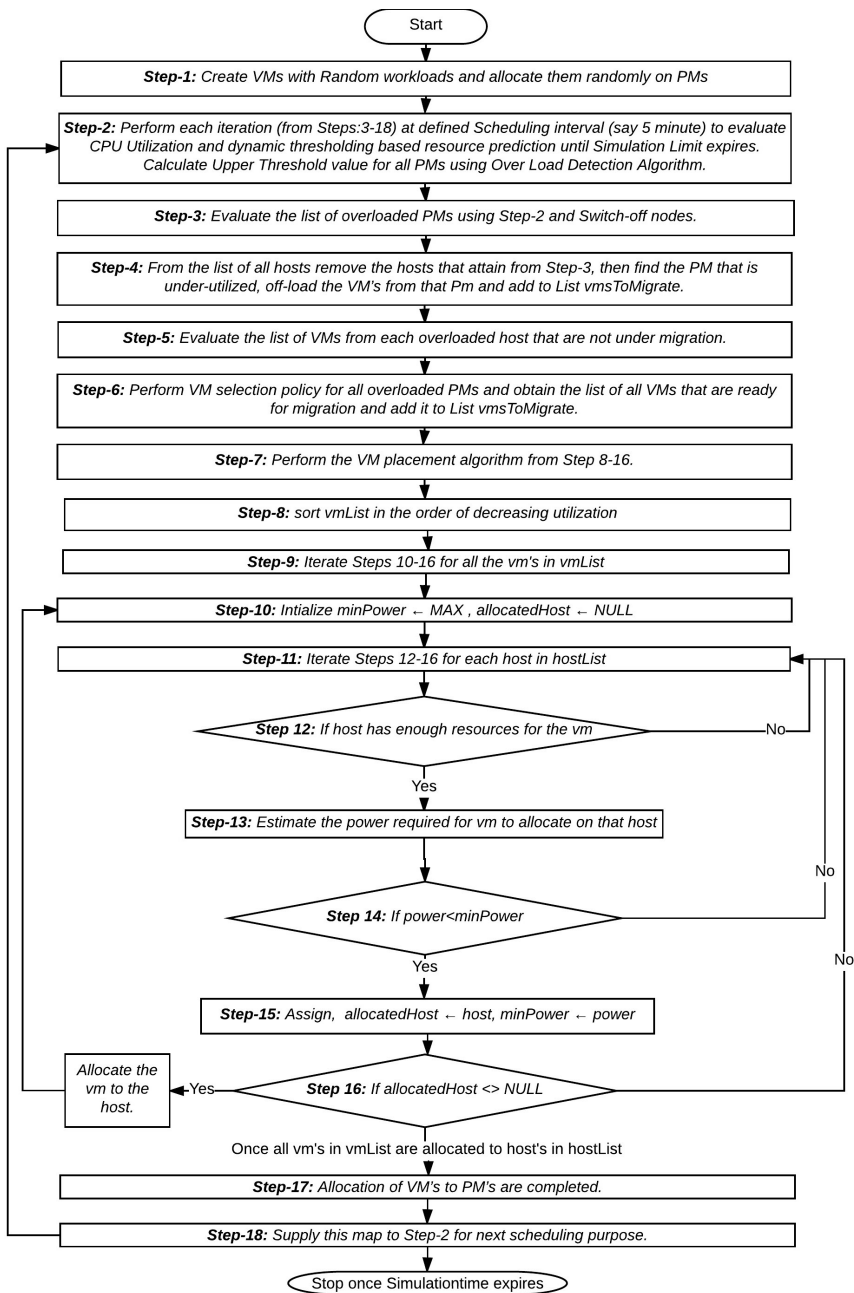 Start
Step-1: Create VMs with Random workloads and allocate them randomly on PMs
Step-2: Perform each iteration (from Steps:3-18) at defined Scheduling interval (say 5 minute) to evaluate
CPU Utilization and dynamic thresholding based resource prediction until Simulation Limit expires.
Calculate Upper Threshold value for all PMs using Over Load Detection Algorithm.
Step-3: Evaluate the list of overloaded PMs using Step-2 and Switch-off nodes.
Step-4: From the list of all hosts remove the hosts that attain from Step-3, then find the PM that is
under-utilized, off-load the VM's from that Pm and add to List vmsToMigrate.
Step-5: Evaluate the list of VMs from each overloaded host that are not under migration.
Step-6: Perform VM selection policy for all overloaded PMs and obtain the list of all VMs that are ready
for migration and add it to List vmsToMigrate.
Step-7: Perform the VM placement algorithm from Step 8-16.
Step-8: sort vmList in the order of decreasing utilization
Step-9: Iterate Steps 10-16 for all the vm's in vmList
Step-10: Intialize minPower ← MAX , allocatedHost ← NULL
Step-11: Iterate Steps 12-16 for each host in hostList
Step 12: If host has enough resources for the vm
No
Yes
Step-13: Estimate the power required for vm to allocate on that host
No
Step 14: If power<minPower
No
Yes
Step-15: Assign, allocatedHost ← host, minPower ← power
Allocate the
vm to the
host.
Yes
Step 16: If allocatedHost <> NULL
Once all vm's in vmList are allocated to host's in hostList
Step-17: Allocation of VM's to PM's are completed.
Step-18: Supply this map to Step-2 for next scheduling purpose.
Stop once Simulationtime expires